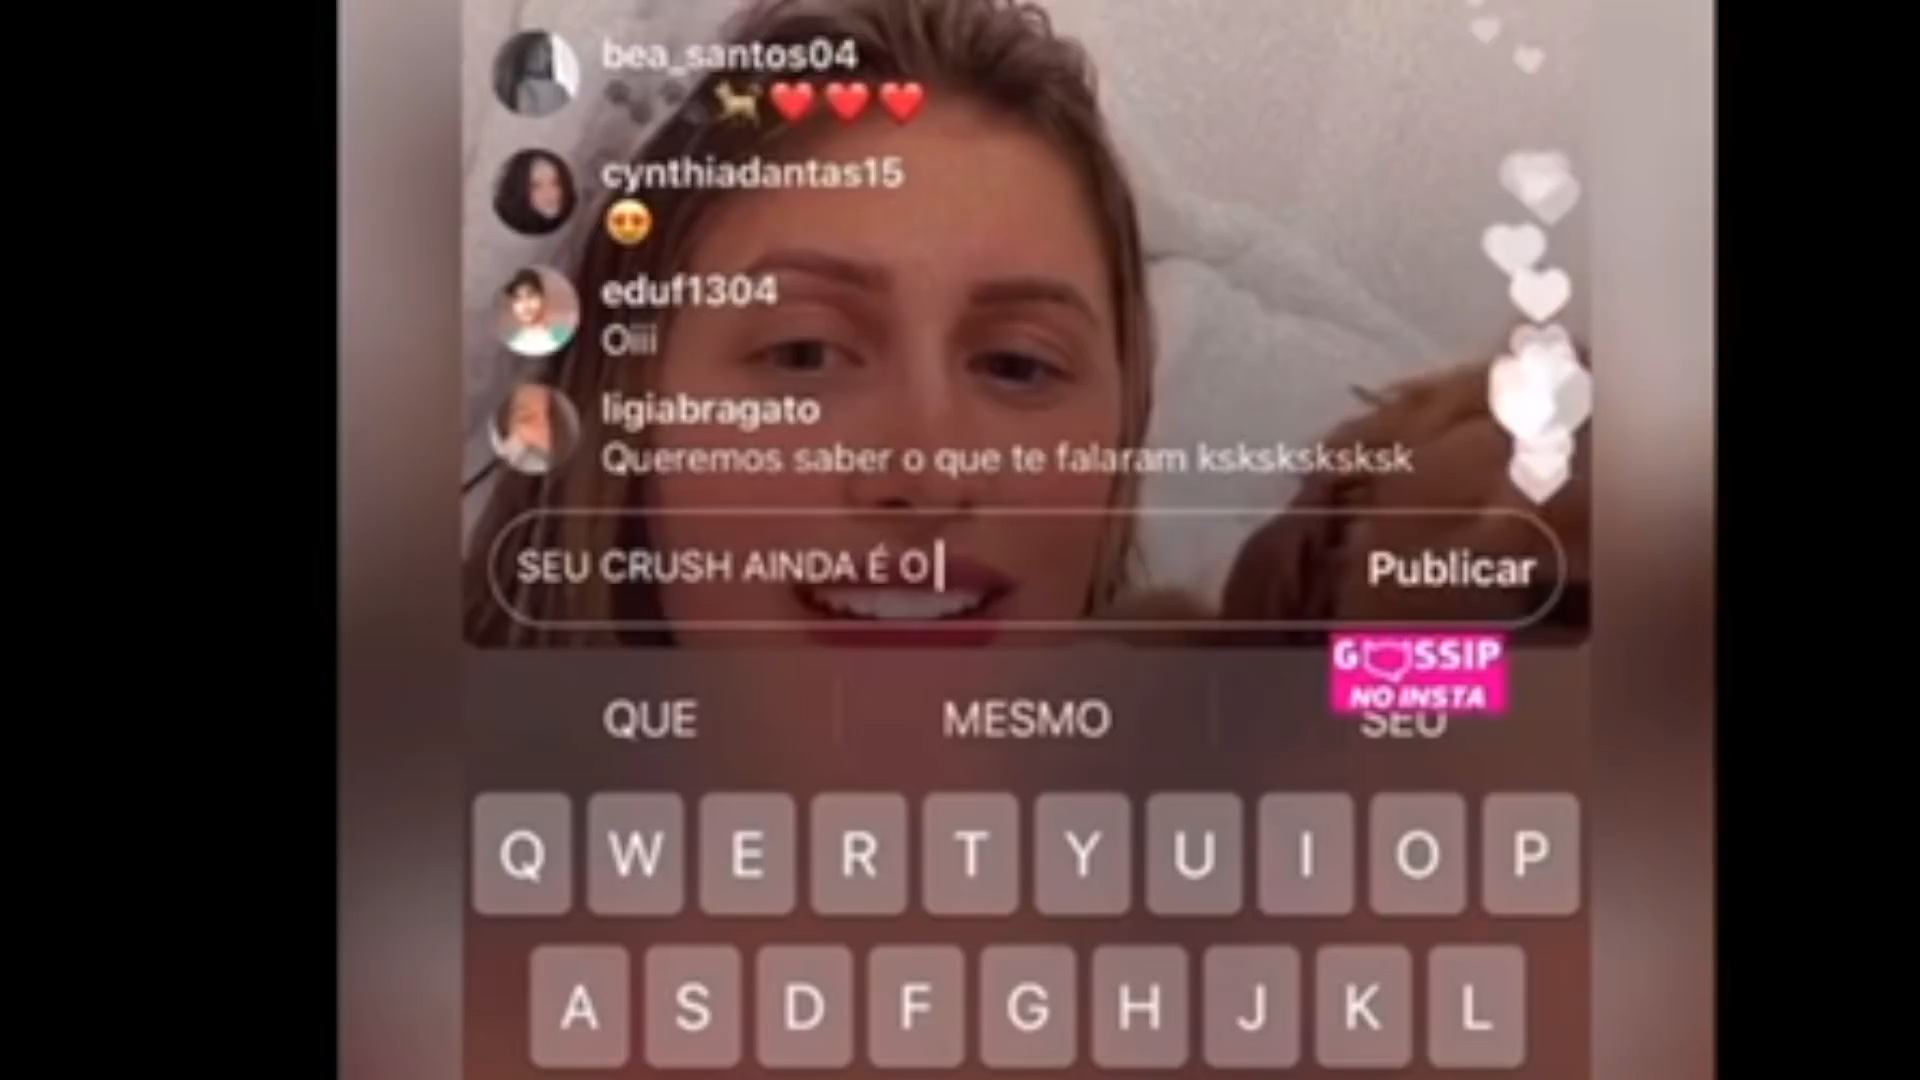 bea_santos04
cynthiadantas15
eduf1304
Oiii
ligiabragato
Queremos saber o que te falaram ksksksksksk
SEU CRUSH AINDA É O
Publicar
GOSSIP
NO INSTA
QUE MESMO SEU
Q W E R T Y U I O P
A S D F G H J K L